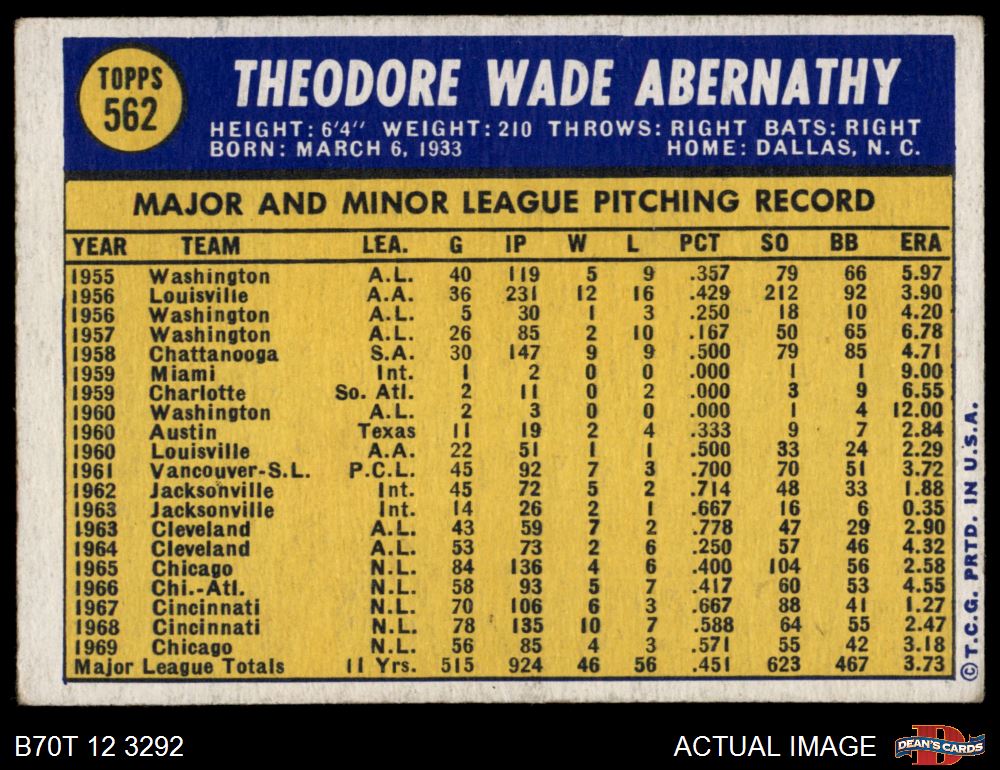 TOPPS
562
THEODORE WADE ABERNATHY
HEIGHT: 6'4" WEIGHT: 210 THROWS: RIGHT BATS: RIGHT
BORN: MARCH 6, 1933 HOME: DALLAS, N. C.
MAJOR AND MINOR LEAGUE PITCHING RECORD
YEAR TEAM LEA. G IP W L PCT SO BB ERA
1955 Washington A.L. 40 119 5 9 .357 79 66 5.97
1956 Louisville A.A. 36 231 12 16 .429 212 92 3.90
1956 Washington A.L. 5 30 1 3 .250 18 10 4.20
1957 Washington A.L. 26 85 2 10 .167 50 65 6.78
1958 Chattanooga S.A. 30 147 9 9 .500 79 85 4.71
1959 Miami Int. 1 2 0 0 .000 1 1 9.00
1959 Charlotte So. Atl. 2 11 0 2 .000 3 9 6.55
1960 Washington A.L. 2 3 0 0 .000 1 4 12.00
1960 Austin Texas 11 19 2 4 .333 9 7 2.84
1960 Louisville A.A. 22 51 1 1 .500 33 24 2.29
1961 Vancouver-S.L. P.C.L. 45 92 7 3 .700 70 51 3.72
1962 Jacksonville Int. 45 72 5 2 .714 48 33 1.88
1963 Jacksonville Int. 14 26 2 1 .667 16 6 0.35
1963 Cleveland A.L. 43 59 7 2 .778 47 29 2.90
1964 Cleveland A.L. 53 73 2 6 .250 57 46 4.32
1965 Chicago N.L. 84 136 4 6 .400 104 56 2.58
1966 Chi.-Atl. N.L. 58 93 5 7 .417 60 53 4.55
1967 Cincinnati N.L. 70 106 6 3 .667 88 41 1.27
1968 Cincinnati N.L. 78 135 10 7 .588 64 55 2.47
1969 Chicago N.L. 56 85 4 3 .571 55 42 3.18
Major League Totals 11 Yrs. 515 924 46 56 .451 623 467 3.73
© T.C.G. PRTD. IN U.S.A.
B70T 12 3292
ACTUAL IMAGE
D
DEAN'S CARDS